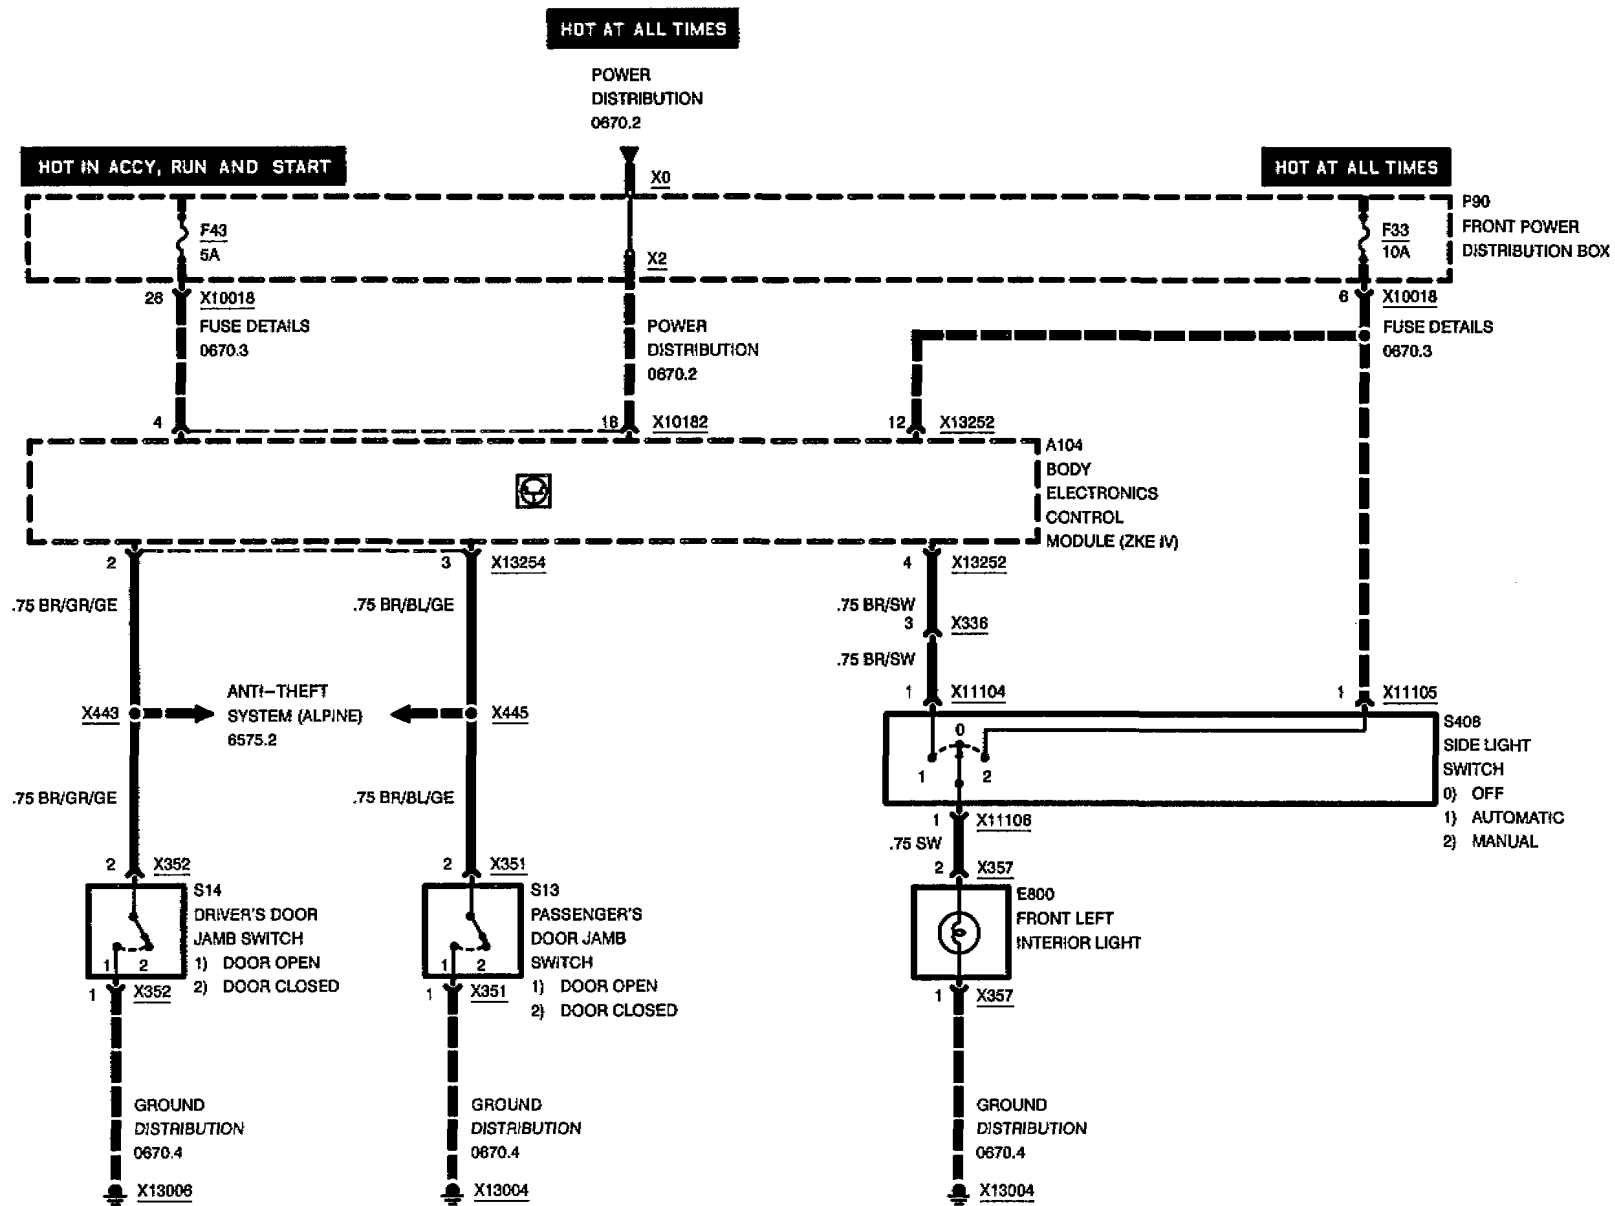 HOT AT ALL TIMES
POWER
DISTRIBUTION
0670.2
HOT IN ACCY, RUN AND START
HOT AT ALL TIMES
X0
P90
FRONT POWER
DISTRIBUTION BOX
F43
5A
X2
F33
10A
26 X10018
FUSE DETAILS
0670.3
POWER
DISTRIBUTION
0670.2
6 X10018
FUSE DETAILS
0670.3
4
18 X10182
12 X13252
A104
BODY
ELECTRONICS
CONTROL
MODULE (ZKE IV)
2
3 X13254
4 X13252
.75 BR/GR/GE
.75 BR/BL/GE
.75 BR/SW
3 X336
.75 BR/SW
1 X11104
1 X11105
X443
ANTI-THEFT
SYSTEM (ALPINE)
6575.2
X445
0
1
2
S408
SIDE LIGHT
SWITCH
0) OFF
1) AUTOMATIC
2) MANUAL
.75 BR/GR/GE
.75 BR/BL/GE
1 X11106
.75 SW
2 X352
2 X351
2 X357
S14
DRIVER'S DOOR
JAMB SWITCH
1) DOOR OPEN
2) DOOR CLOSED
1 2
S13
PASSENGER'S
DOOR JAMB
SWITCH
1) DOOR OPEN
2) DOOR CLOSED
1 2
E800
FRONT LEFT
INTERIOR LIGHT
1 X352
1 X351
1 X357
GROUND
DISTRIBUTION
0670.4
GROUND
DISTRIBUTION
0670.4
GROUND
DISTRIBUTION
0670.4
X13006
X13004
X13004